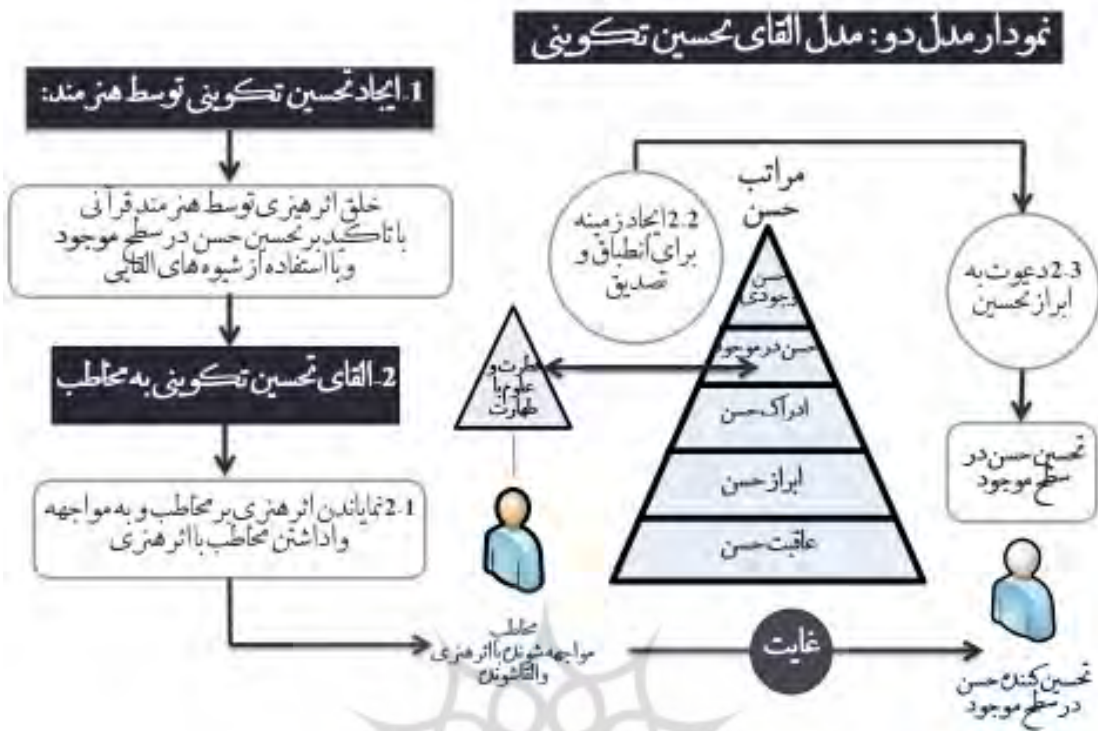 نمودار مدل دو: مدل القای تحسین تکوینی
1. ایجاد تحسین تکوینی توسط هنرمند:
خلق اثر هنری توسط هنرمند قرآنی
با تاکید بر تحسین حسن در سطح موجود
و با استفاده از شیوه های القایی
2. القای تحسین تکوینی به مخاطب
2.1 نمایاندن اثر هنری بر مخاطب و به مواجهه
واداشتن مخاطب با اثر هنری
مخاطب
مواجهه شونده با اثر هنری
و القا شونده
فطرت و
علوم با
طهارت
2.2 ایجاد زمینه
برای انطباق و
تصدیق
مراتب
حسن
حسن
وجودی
حسن در موجود
ادراک حسن
ابراز حسن
عاقبت حسن
2.3 دعوت به
ابراز تحسین
تحسین حسن در
سطح موجود
غایت
تحسین کننده حسن
در سطح موجود